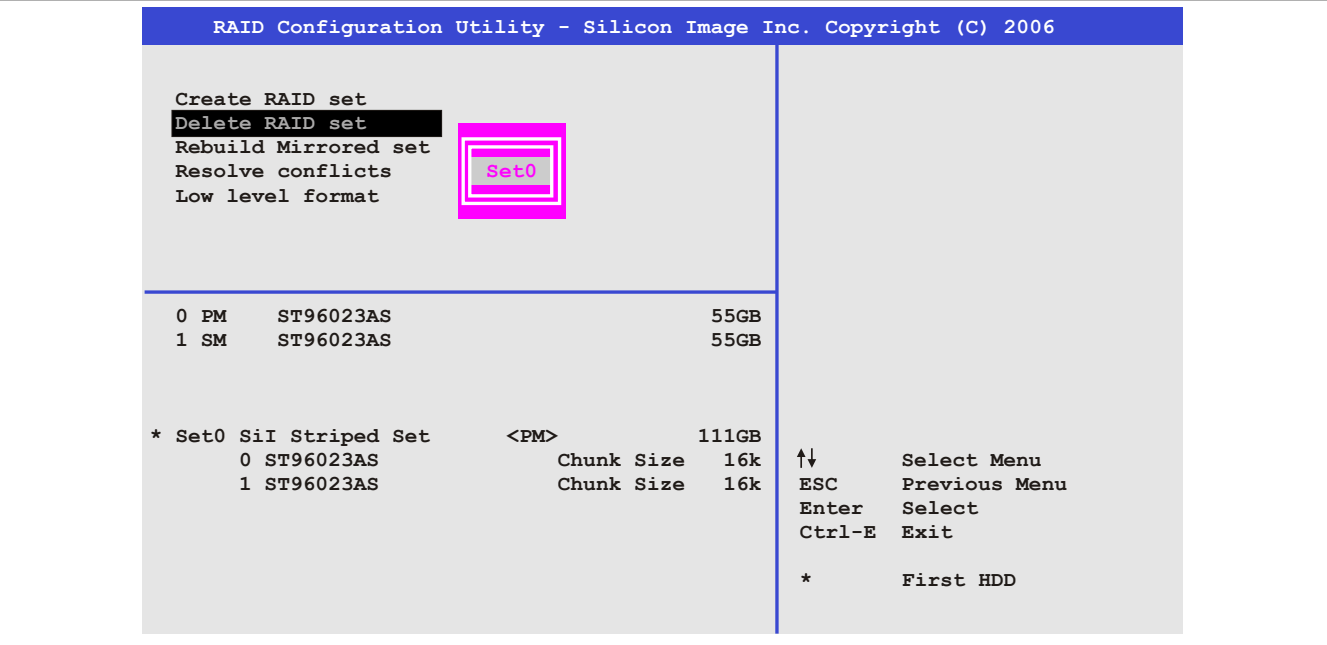 RAID Configuration Utility - Silicon Image Inc. Copyright (C) 2006
Create RAID set
Delete RAID set
Rebuild Mirrored set
Resolve conflicts
Low level format
Set0
0 PM ST96023AS 55GB
1 SM ST96023AS 55GB
* Set0 SiI Striped Set <PM> 111GB
0 ST96023AS Chunk Size 16k
1 ST96023AS Chunk Size 16k
↑↓ Select Menu
ESC Previous Menu
Enter Select
Ctrl-E Exit
* First HDD